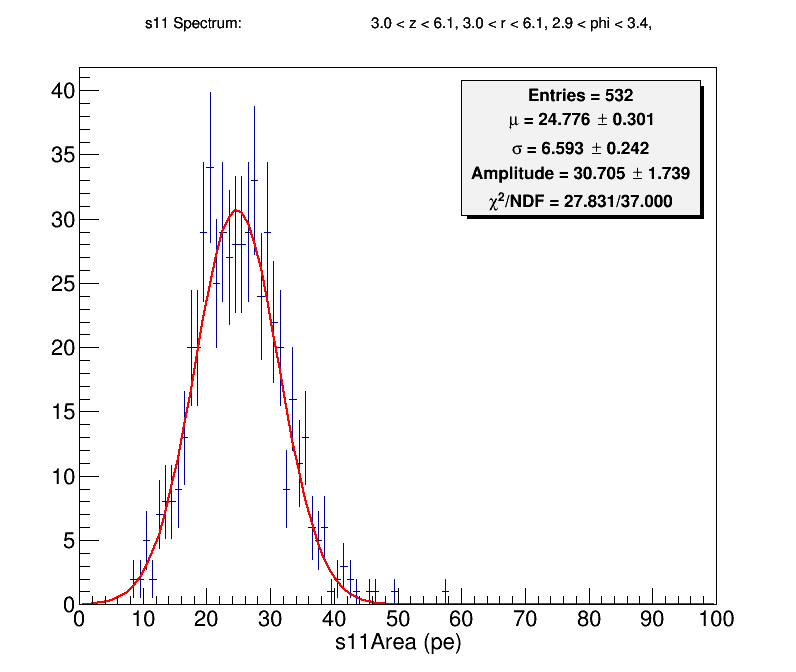 s11 Spectrum: 3.0 < z < 6.1, 3.0 < r < 6.1, 2.9 < phi < 3.4,
Entries = 532
μ = 24.776 ± 0.301
σ = 6.593 ± 0.242
Amplitude = 30.705 ± 1.739
χ²/NDF = 27.831/37.000
40
35
30
25
20
15
10
5
0
0 10 20 30 40 50 60 70 80 90 100
s11Area (pe)